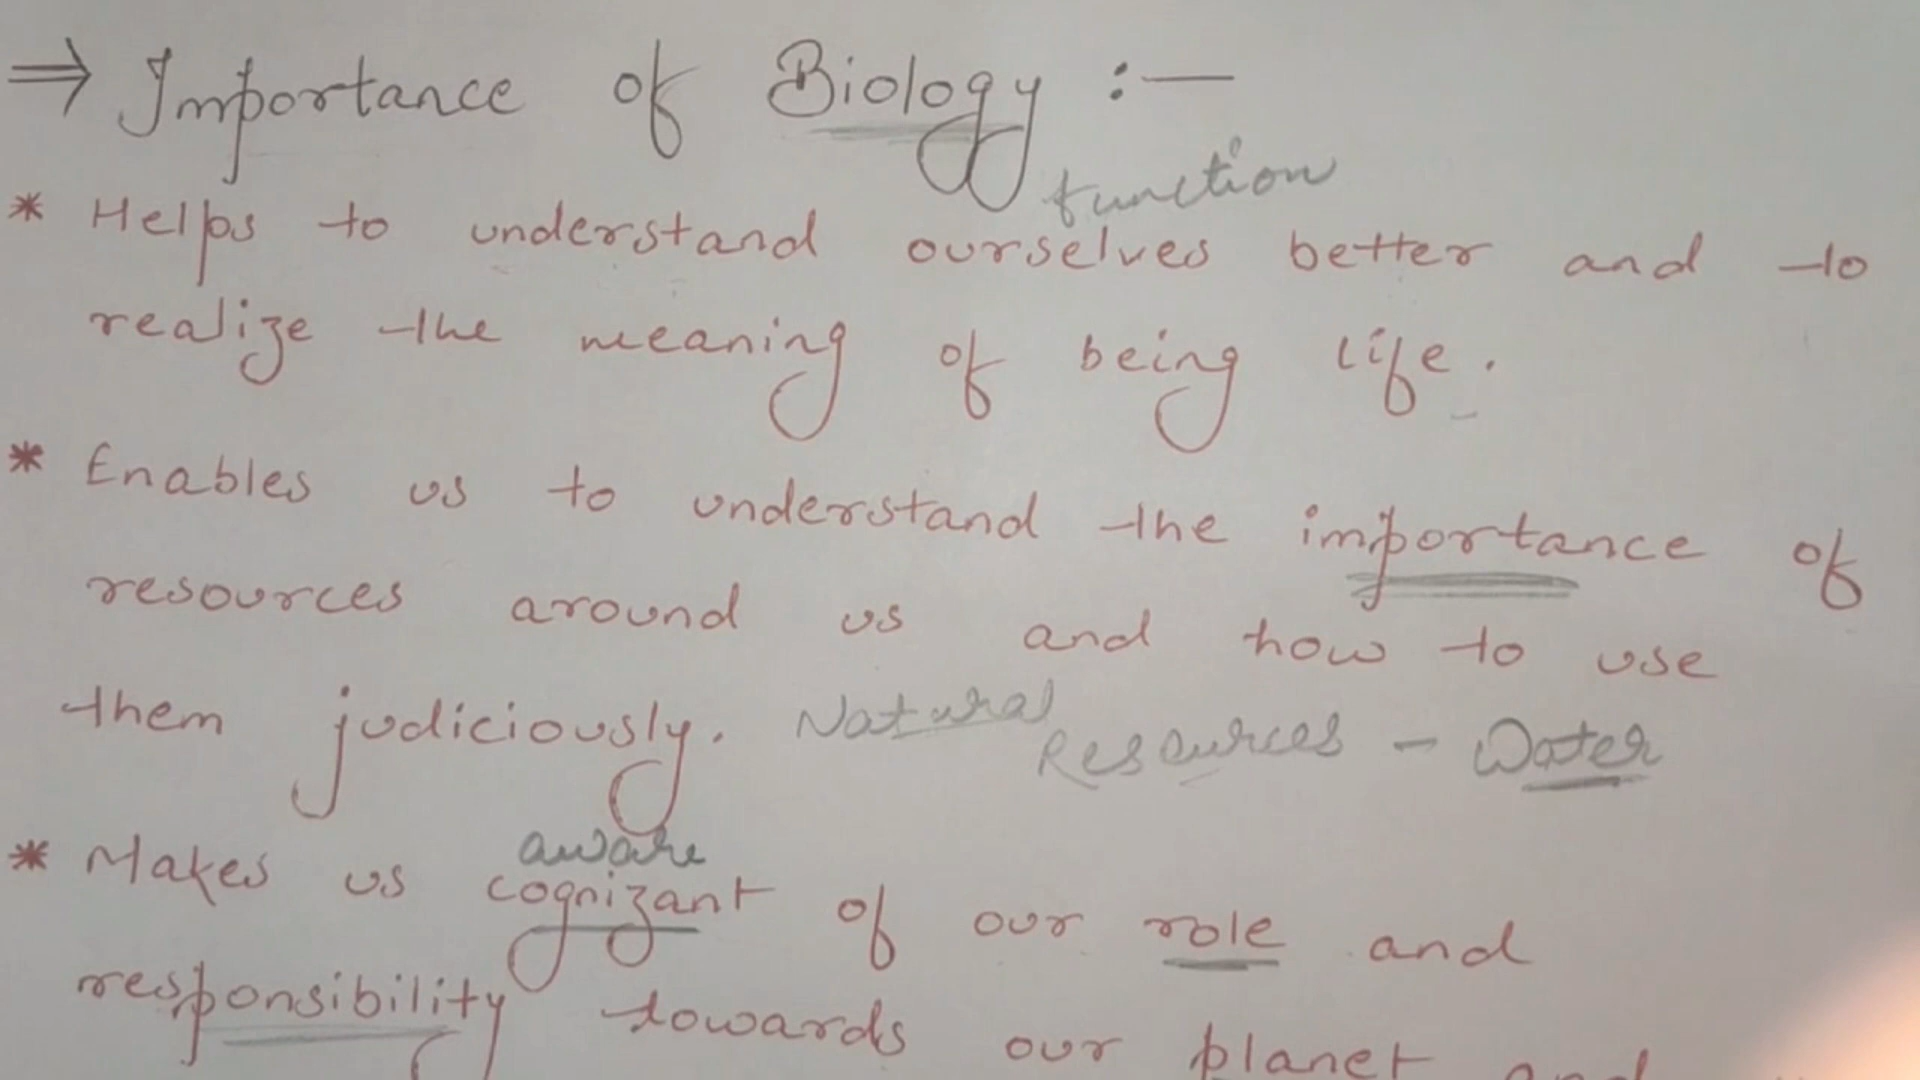 ⇒ Importance of Biology :—
function
* Helps to understand ourselves better and to
realize the meaning of being life.
* Enables us to understand the importance of
resources around us and how to use
them judiciously. Natural Resources - Water
aware
* Makes us cognizant of our role and
responsibility towards our planet and